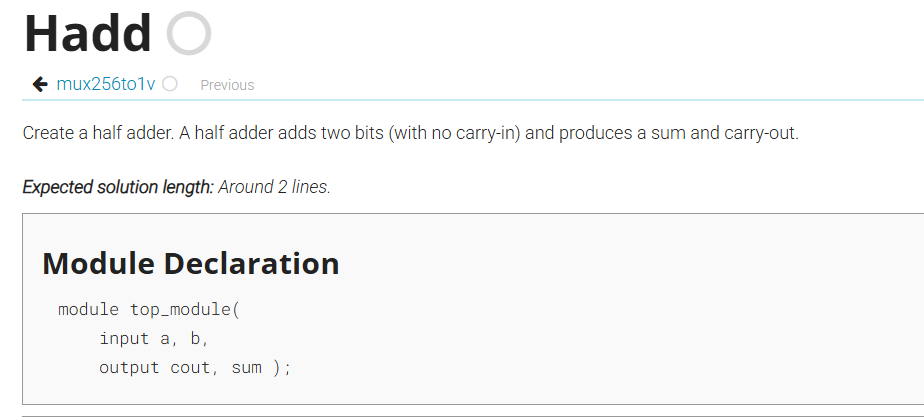 Hadd
mux256to1v Previous
Create a half adder. A half adder adds two bits (with no carry-in) and produces a sum and carry-out.
Expected solution length: Around 2 lines.
Module Declaration
module top_module(
    input a, b,
    output cout, sum );